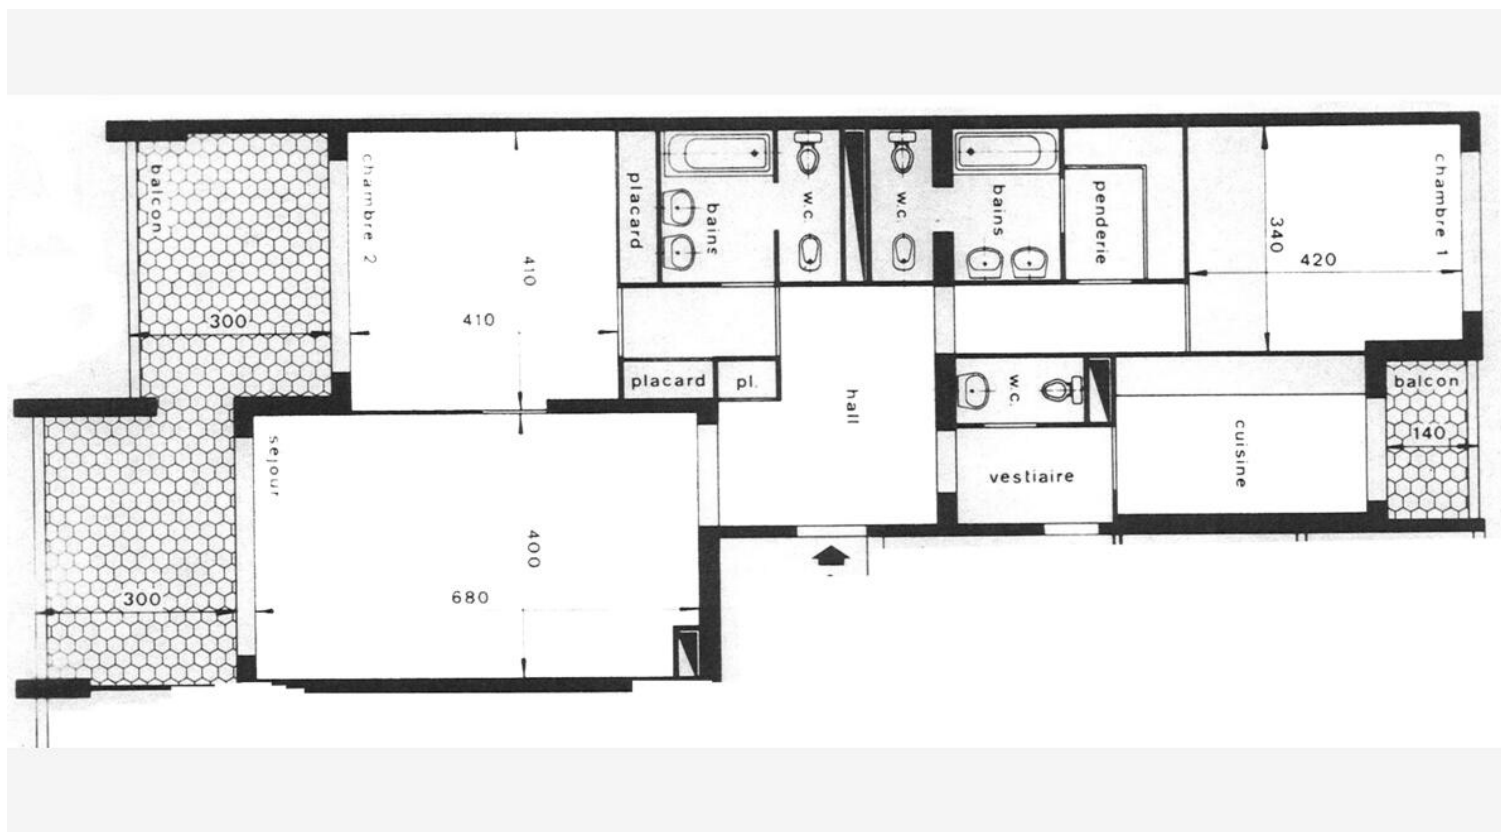 balcon
300
chambre 2
410
410
placard
bains
w.c.
w.c.
bains
penderie
340
420
chambre 1
placard
pl.
hall
w.c.
vestiaire
cuisine
balcon
140
séjour
400
680
300